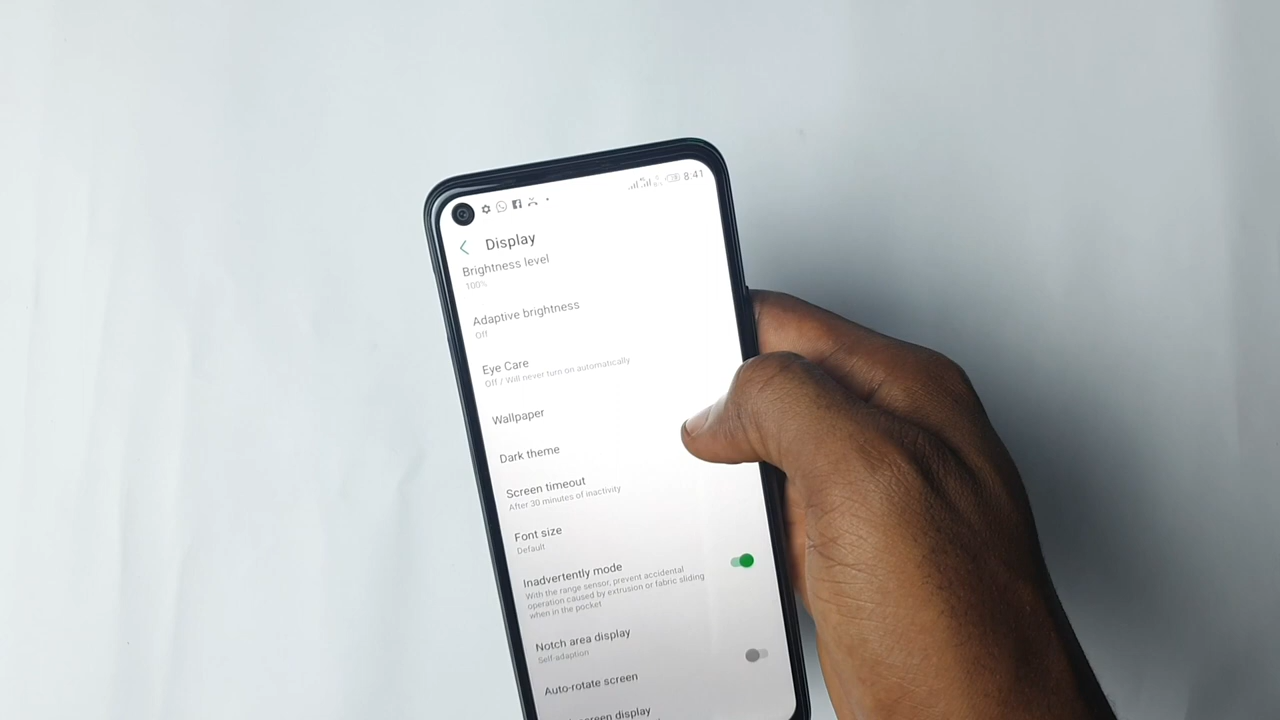 8:41
Display
Brightness level
100%
Adaptive brightness
Off
Eye Care
Off / Will never turn on automatically
Wallpaper
Dark theme
Screen timeout
After 30 minutes of inactivity
Font size
Default
Inadvertently mode
With the range sensor, prevent accidental
operation caused by extrusion or fabric sliding
when in the pocket
Notch area display
Self-adaption
Auto-rotate screen
screen display